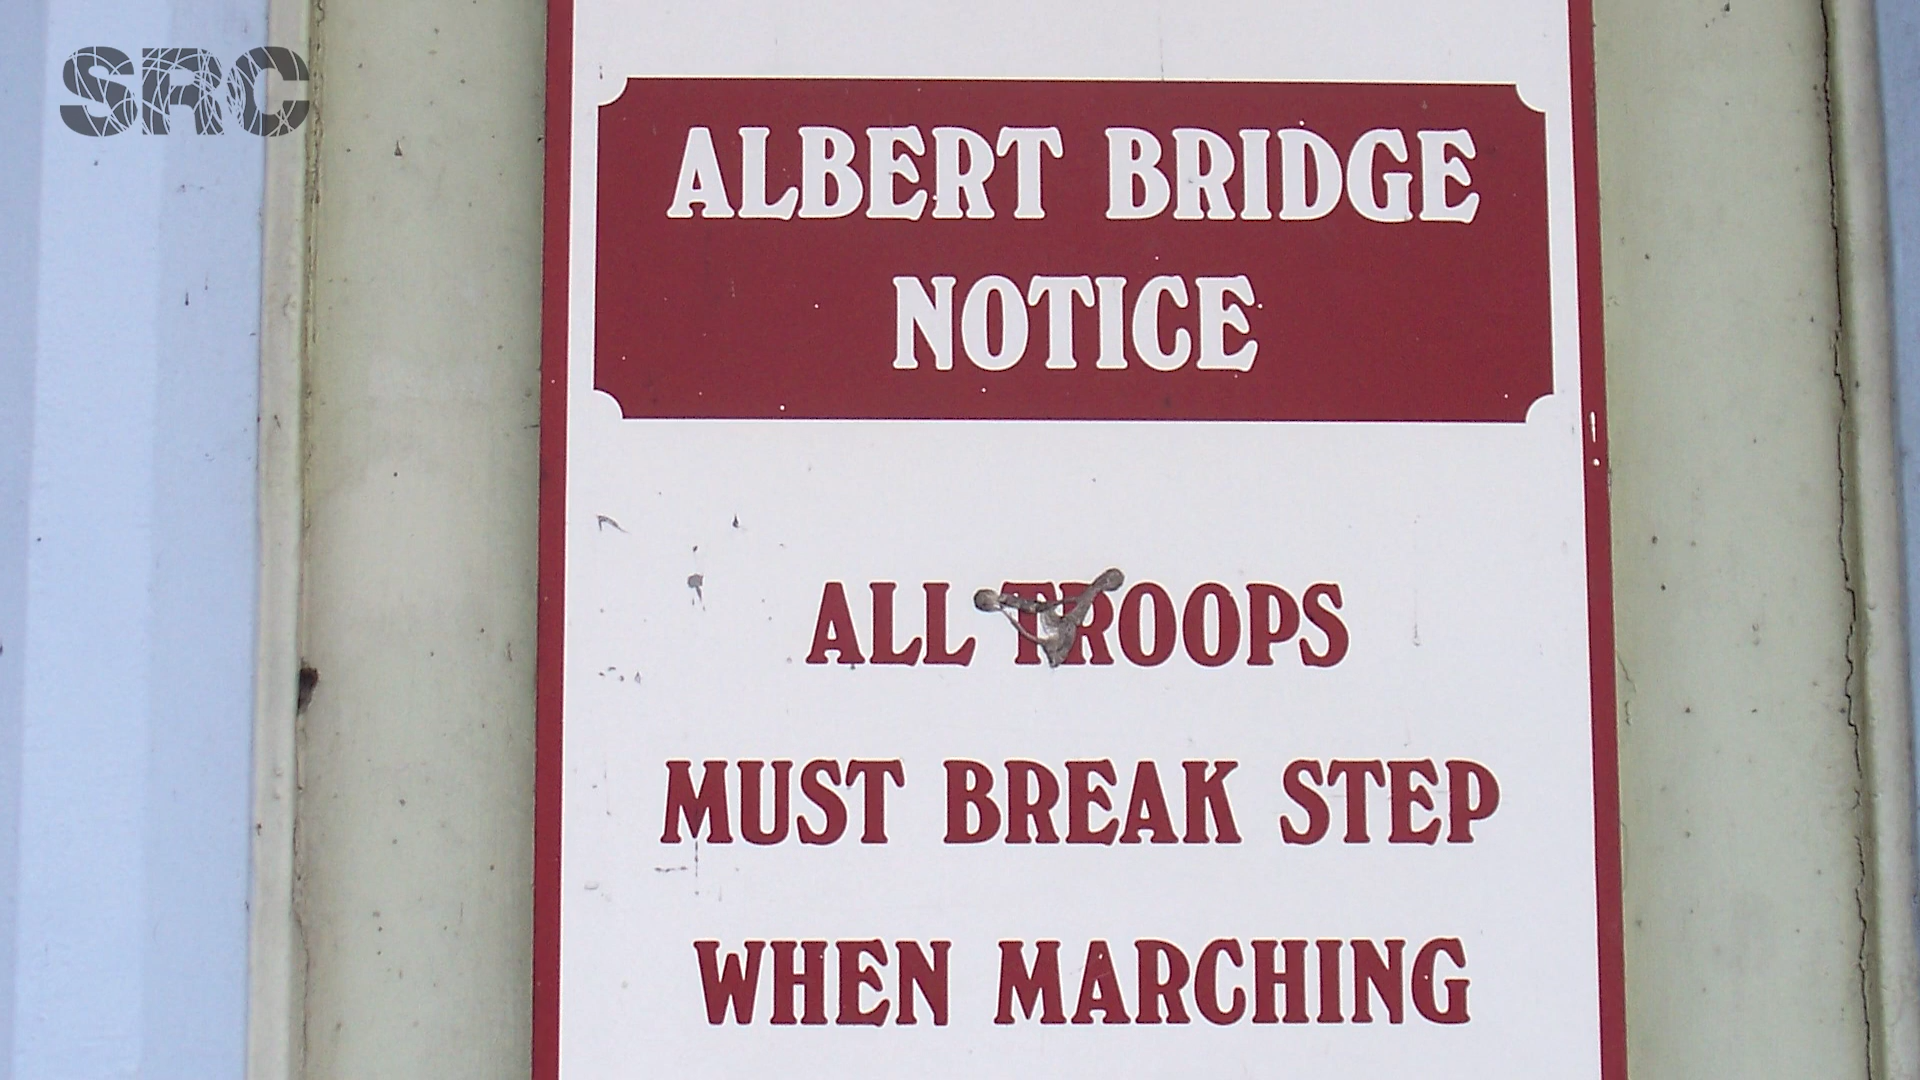 SRC
ALBERT BRIDGE
NOTICE
ALL TROOPS
MUST BREAK STEP
WHEN MARCHING